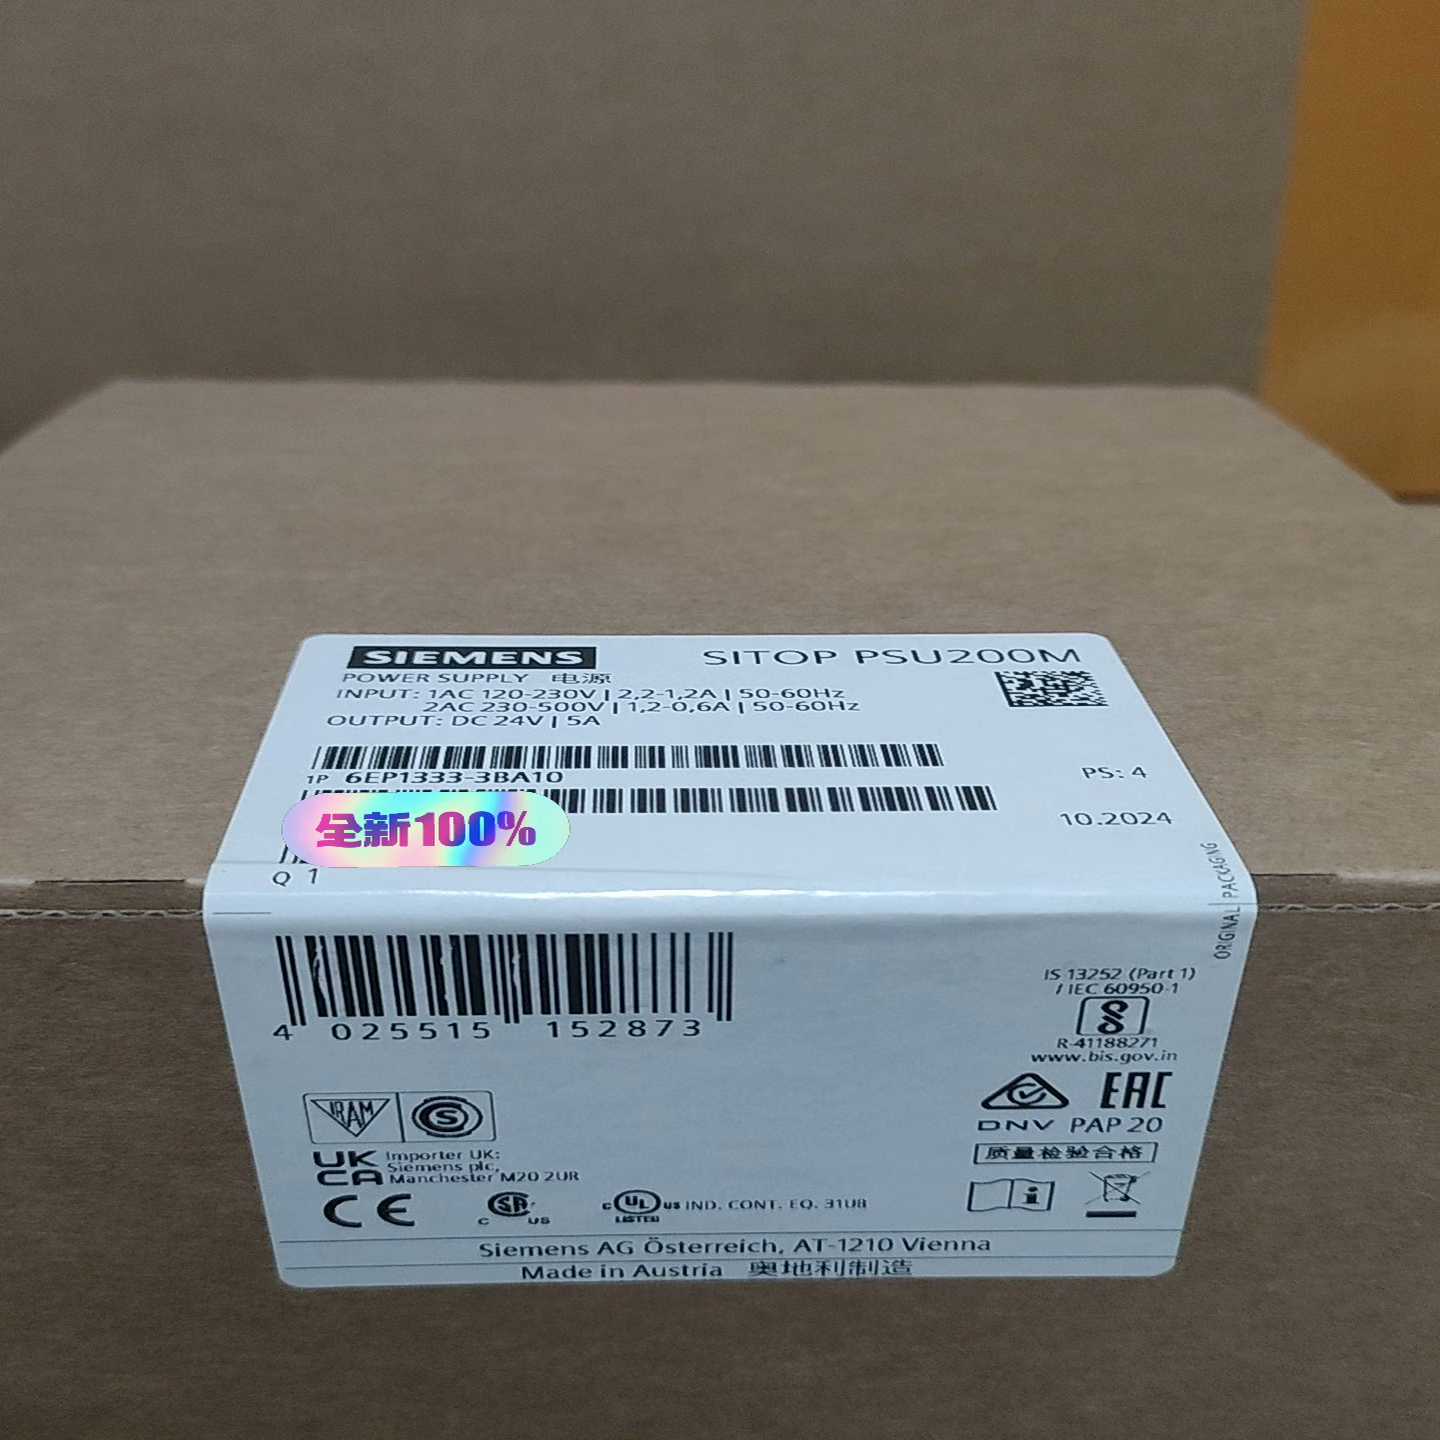 SIEMENS
SITOP PSU200M
POWER SUPPLY 电源
INPUT: 1AC 120-230V | 2,2-1,2A | 50-60Hz
2AC 230-500V | 1,2-0,6A | 50-60Hz
OUTPUT: DC 24V | 5A
1P 6EP1333-3BA10
PS: 4
10.2024
全新100%
Q 1
ORIGINAL PACKAGING
4 025515 152873
IS 13252 (Part 1)
/ IEC 60950-1
R-41188271
www.bis.gov.in
IRAM
S
EAC
DNV PAP 20
质量检验合格
UK
CA
Importer UK:
Siemens plc,
Manchester M20 2UR
CE
C SA US
C UL US IND. CONT. EQ. 31U8
LISTED
i
Siemens AG Österreich, AT-1210 Vienna
Made in Austria 奥地利制造